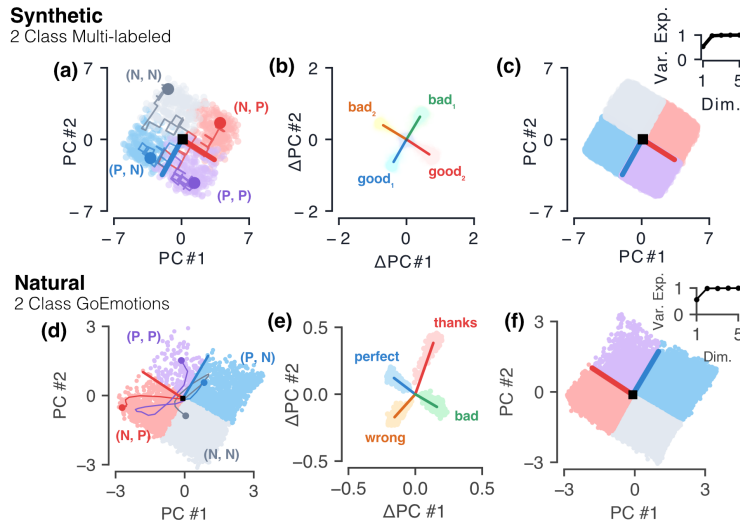 Synthetic
2 Class Multi-labeled
(a)
7
0
−7
PC #2
−7
0
7
PC #1
(N, N)
(N, P)
(P, N)
(P, P)
(b)
2
0
−2
ΔPC #2
−2
0
2
ΔPC #1
bad₂
bad₁
good₁
good₂
(c)
7
0
−7
PC #2
−7
0
7
PC #1
Var. Exp.
1
0
1
5
Dim.
Natural
2 Class GoEmotions
(d)
3
0
−3
PC #2
−3
0
3
PC #1
(P, P)
(P, N)
(N, P)
(N, N)
(e)
0.5
0.0
−0.5
ΔPC #2
−0.5
0.0
0.5
ΔPC #1
thanks
perfect
bad
wrong
(f)
3
0
−3
PC #2
−3
0
3
PC #1
Var. Exp.
1
0
1
5
Dim.